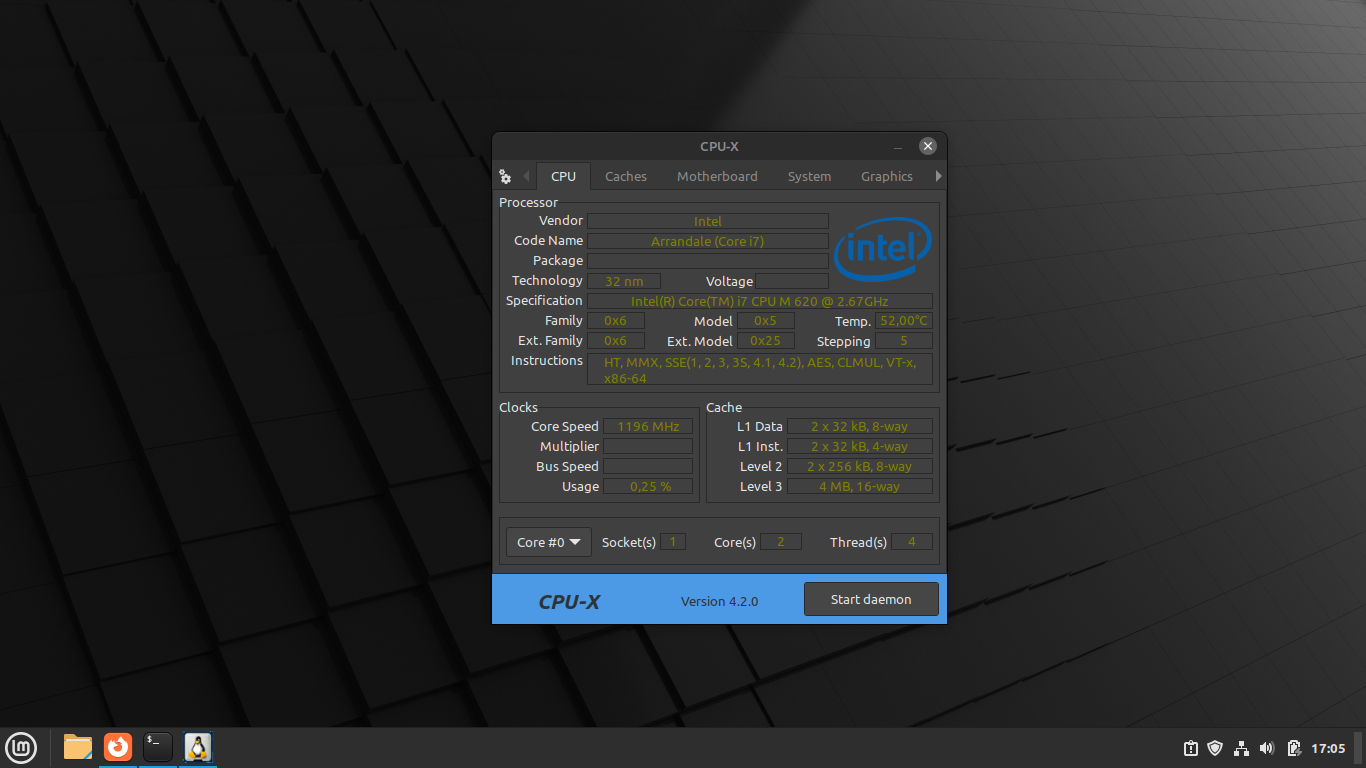 CPU-X
CPU Caches Motherboard System Graphics
Processor
Vendor Intel
Code Name Arrandale (Core i7)
intel
Package
Technology 32 nm Voltage
Specification Intel(R) Core(TM) i7 CPU M 620 @ 2.67GHz
Family 0x6 Model 0x5 Temp. 52,00°C
Ext. Family 0x6 Ext. Model 0x25 Stepping 5
Instructions HT, MMX, SSE(1, 2, 3, 3S, 4.1, 4.2), AES, CLMUL, VT-x,
x86-64
Clocks
Core Speed 1196 MHz
Multiplier
Bus Speed
Usage 0,25 %
Cache
L1 Data 2 x 32 kB, 8-way
L1 Inst. 2 x 32 kB, 4-way
Level 2 2 x 256 kB, 8-way
Level 3 4 MB, 16-way
Core #0 Socket(s) 1 Core(s) 2 Thread(s) 4
CPU-X Version 4.2.0 Start daemon
lm $_ 17:05